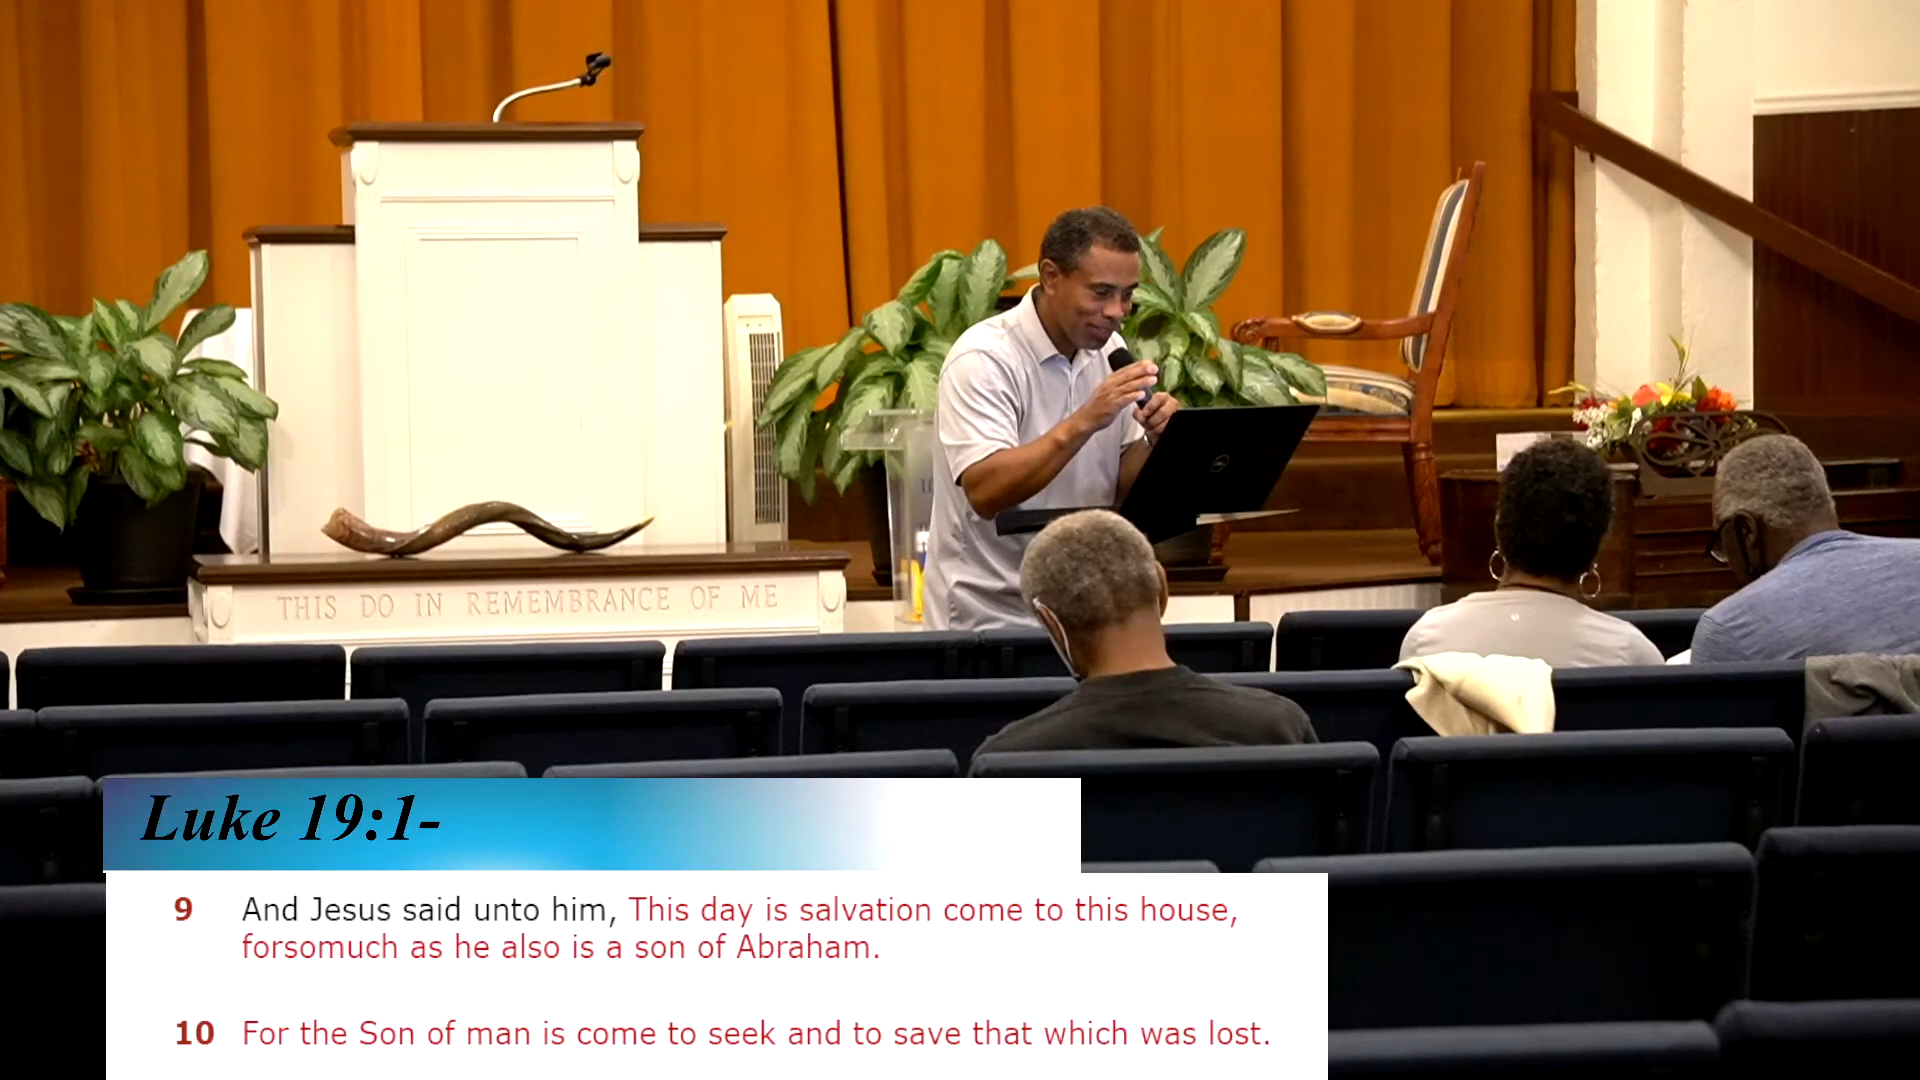 THIS DO IN REMEMBRANCE OF ME
Luke 19:1-
9 And Jesus said unto him, This day is salvation come to this house,
forsomuch as he also is a son of Abraham.
10 For the Son of man is come to seek and to save that which was lost.